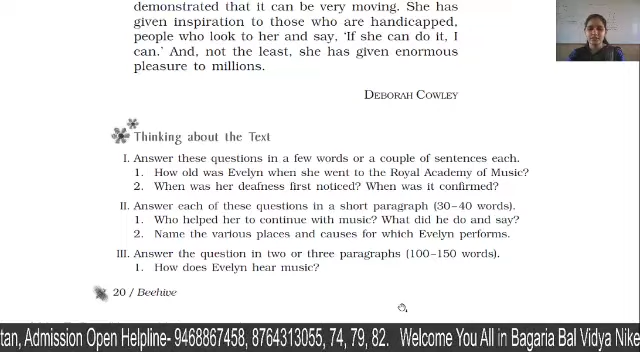 demonstrated that it can be very moving. She has
given inspiration to those who are handicapped,
people who look to her and say, 'If she can do it, I
can.' And, not the least, she has given enormous
pleasure to millions.
DEBORAH COWLEY
Thinking about the Text
I. Answer these questions in a few words or a couple of sentences each.
1. How old was Evelyn when she went to the Royal Academy of Music?
2. When was her deafness first noticed? When was it confirmed?
II. Answer each of these questions in a short paragraph (30–40 words).
1. Who helped her to continue with music? What did he do and say?
2. Name the various places and causes for which Evelyn performs.
III. Answer the question in two or three paragraphs (100–150 words).
1. How does Evelyn hear music?
20 / Beehive
tan, Admission Open Helpline- 9468867458, 8764313055, 74, 79, 82. Welcome You All in Bagaria Bal Vidya Nike